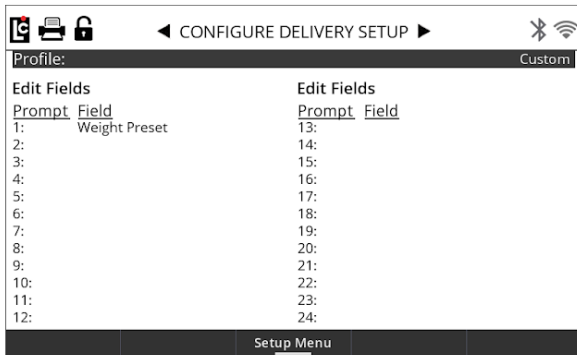 LC
◀ CONFIGURE DELIVERY SETUP ▶
Profile: Custom
Edit Fields
Prompt Field
1: Weight Preset
2:
3:
4:
5:
6:
7:
8:
9:
10:
11:
12:
Edit Fields
Prompt Field
13:
14:
15:
16:
17:
18:
19:
20:
21:
22:
23:
24:
Setup Menu